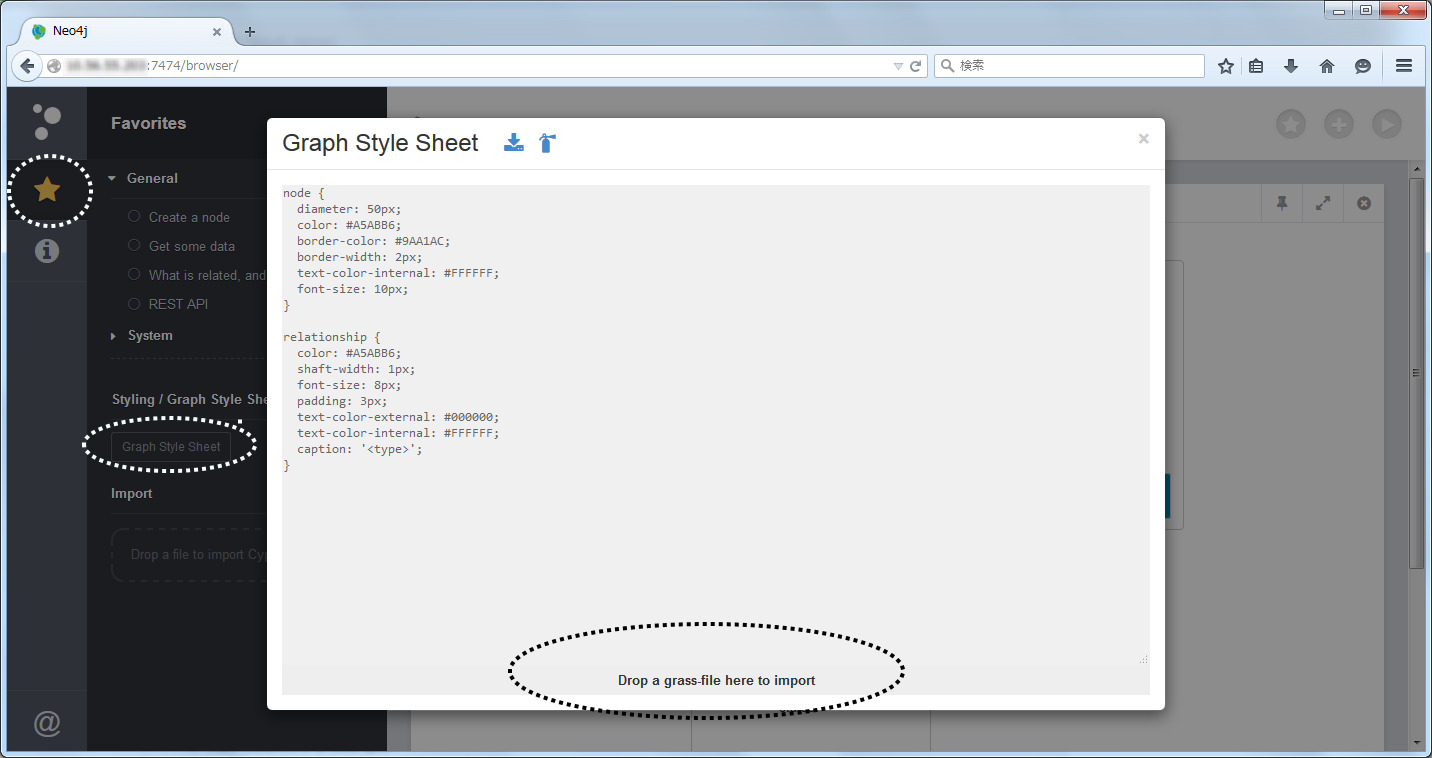 Neo4j
:7474/browser/
検索
Favorites
General
Create a node
Get some data
What is related, and
REST API
System
Styling / Graph Style She
Graph Style Sheet
Import
Drop a file to import Cyp
@
Graph Style Sheet
×
node {
  diameter: 50px;
  color: #A5ABB6;
  border-color: #9AA1AC;
  border-width: 2px;
  text-color-internal: #FFFFFF;
  font-size: 10px;
}
relationship {
  color: #A5ABB6;
  shaft-width: 1px;
  font-size: 8px;
  padding: 3px;
  text-color-external: #000000;
  text-color-internal: #FFFFFF;
  caption: '<type>';
}
Drop a grass-file here to import